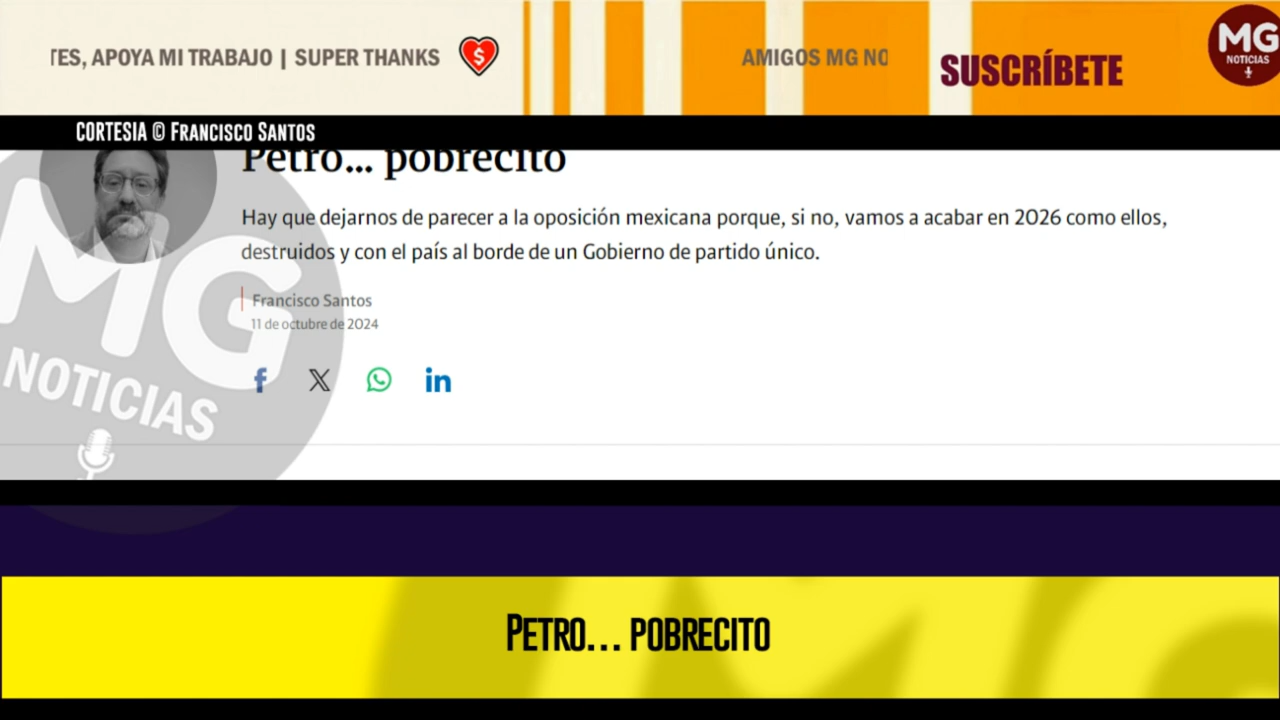 TES, APOYA MI TRABAJO | SUPER THANKS
$
AMIGOS MG NO
SUSCRÍBETE
MG
NOTICIAS
CORTESIA © FRANCISCO SANTOS
Petro... pobrecito
Hay que dejarnos de parecer a la oposición mexicana porque, si no, vamos a acabar en 2026 como ellos,
destruidos y con el país al borde de un Gobierno de partido único.
Francisco Santos
11 de octubre de 2024
MG
NOTICIAS
PETRO... POBRECITO